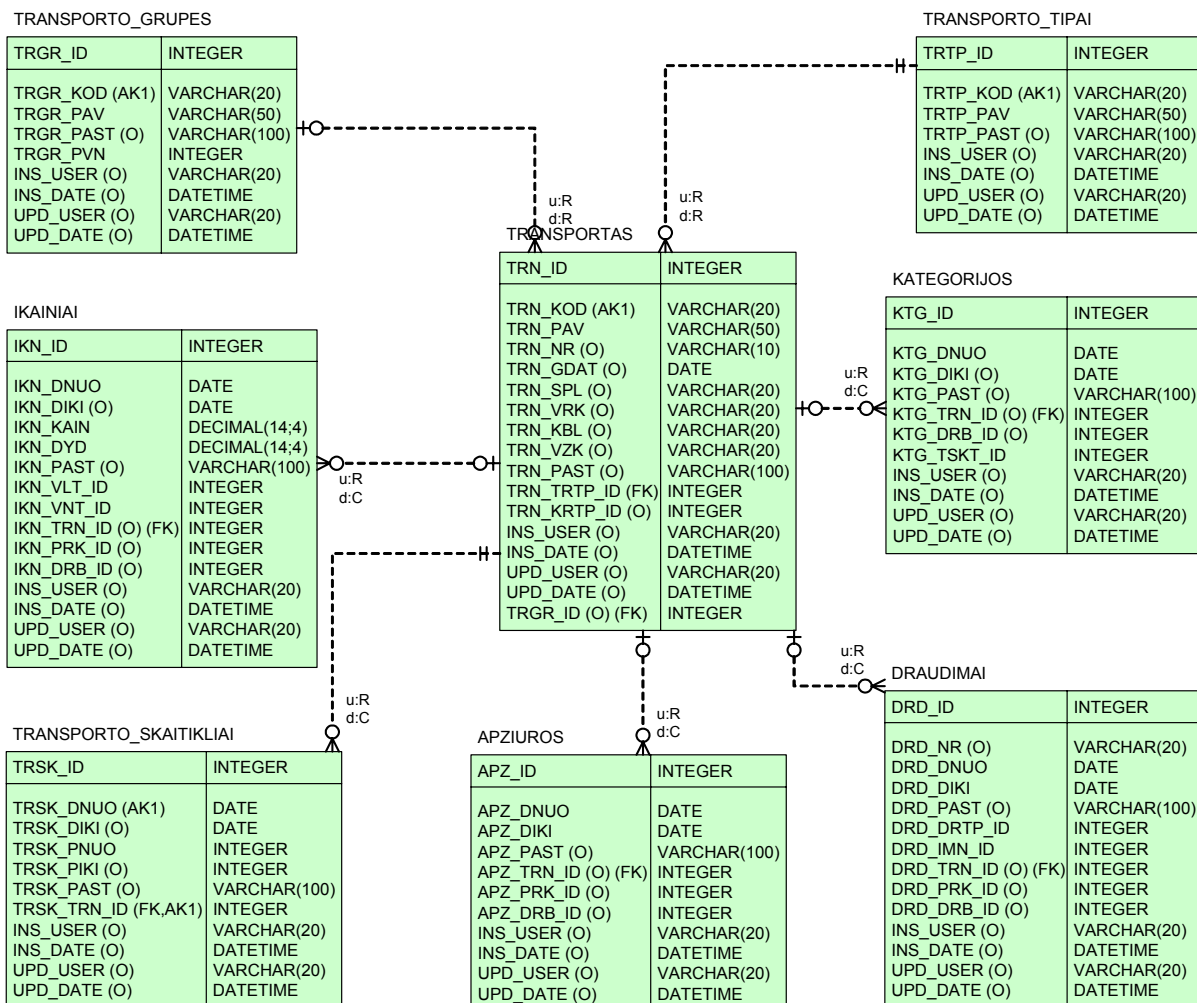 TRANSPORTO_GRUPES
TRGR_ID INTEGER
TRGR_KOD (AK1) VARCHAR(20)
TRGR_PAV VARCHAR(50)
TRGR_PAST (O) VARCHAR(100)
TRGR_PVN INTEGER
INS_USER (O) VARCHAR(20)
INS_DATE (O) DATETIME
UPD_USER (O) VARCHAR(20)
UPD_DATE (O) DATETIME
TRANSPORTO_TIPAI
TRTP_ID INTEGER
TRTP_KOD (AK1) VARCHAR(20)
TRTP_PAV VARCHAR(50)
TRTP_PAST (O) VARCHAR(100)
INS_USER (O) VARCHAR(20)
INS_DATE (O) DATETIME
UPD_USER (O) VARCHAR(20)
UPD_DATE (O) DATETIME
u:R
d:R
u:R
d:R
TRANSPORTAS
TRN_ID INTEGER
TRN_KOD (AK1) VARCHAR(20)
TRN_PAV VARCHAR(50)
TRN_NR (O) VARCHAR(10)
TRN_GDAT (O) DATE
TRN_SPL (O) VARCHAR(20)
TRN_VRK (O) VARCHAR(20)
TRN_KBL (O) VARCHAR(20)
TRN_VZK (O) VARCHAR(20)
TRN_PAST (O) VARCHAR(100)
TRN_TRTP_ID (FK) INTEGER
TRN_KRTP_ID (O) INTEGER
INS_USER (O) VARCHAR(20)
INS_DATE (O) DATETIME
UPD_USER (O) VARCHAR(20)
UPD_DATE (O) DATETIME
TRGR_ID (O) (FK) INTEGER
IKAINIAI
IKN_ID INTEGER
IKN_DNUO DATE
IKN_DIKI (O) DATE
IKN_KAIN DECIMAL(14;4)
IKN_DYD DECIMAL(14;4)
IKN_PAST (O) VARCHAR(100)
IKN_VLT_ID INTEGER
IKN_VNT_ID INTEGER
IKN_TRN_ID (O) (FK) INTEGER
IKN_PRK_ID (O) INTEGER
IKN_DRB_ID (O) INTEGER
INS_USER (O) VARCHAR(20)
INS_DATE (O) DATETIME
UPD_USER (O) VARCHAR(20)
UPD_DATE (O) DATETIME
u:R
d:C
KATEGORIJOS
KTG_ID INTEGER
KTG_DNUO DATE
KTG_DIKI (O) DATE
KTG_PAST (O) VARCHAR(100)
KTG_TRN_ID (O) (FK) INTEGER
KTG_DRB_ID (O) INTEGER
KTG_TSKT_ID INTEGER
INS_USER (O) VARCHAR(20)
INS_DATE (O) DATETIME
UPD_USER (O) VARCHAR(20)
UPD_DATE (O) DATETIME
u:R
d:C
TRANSPORTO_SKAITIKLIAI
u:R
d:C
TRSK_ID INTEGER
TRSK_DNUO (AK1) DATE
TRSK_DIKI (O) DATE
TRSK_PNUO INTEGER
TRSK_PIKI (O) INTEGER
TRSK_PAST (O) VARCHAR(100)
TRSK_TRN_ID (FK,AK1) INTEGER
INS_USER (O) VARCHAR(20)
INS_DATE (O) DATETIME
UPD_USER (O) VARCHAR(20)
UPD_DATE (O) DATETIME
APZIUROS
u:R
d:C
APZ_ID INTEGER
APZ_DNUO DATE
APZ_DIKI DATE
APZ_PAST (O) VARCHAR(100)
APZ_TRN_ID (O) (FK) INTEGER
APZ_PRK_ID (O) INTEGER
APZ_DRB_ID (O) INTEGER
INS_USER (O) VARCHAR(20)
INS_DATE (O) DATETIME
UPD_USER (O) VARCHAR(20)
UPD_DATE (O) DATETIME
u:R
d:C
DRAUDIMAI
DRD_ID INTEGER
DRD_NR (O) VARCHAR(20)
DRD_DNUO DATE
DRD_DIKI DATE
DRD_PAST (O) VARCHAR(100)
DRD_DRTP_ID INTEGER
DRD_IMN_ID INTEGER
DRD_TRN_ID (O) (FK) INTEGER
DRD_PRK_ID (O) INTEGER
DRD_DRB_ID (O) INTEGER
INS_USER (O) VARCHAR(20)
INS_DATE (O) DATETIME
UPD_USER (O) VARCHAR(20)
UPD_DATE (O) DATETIME